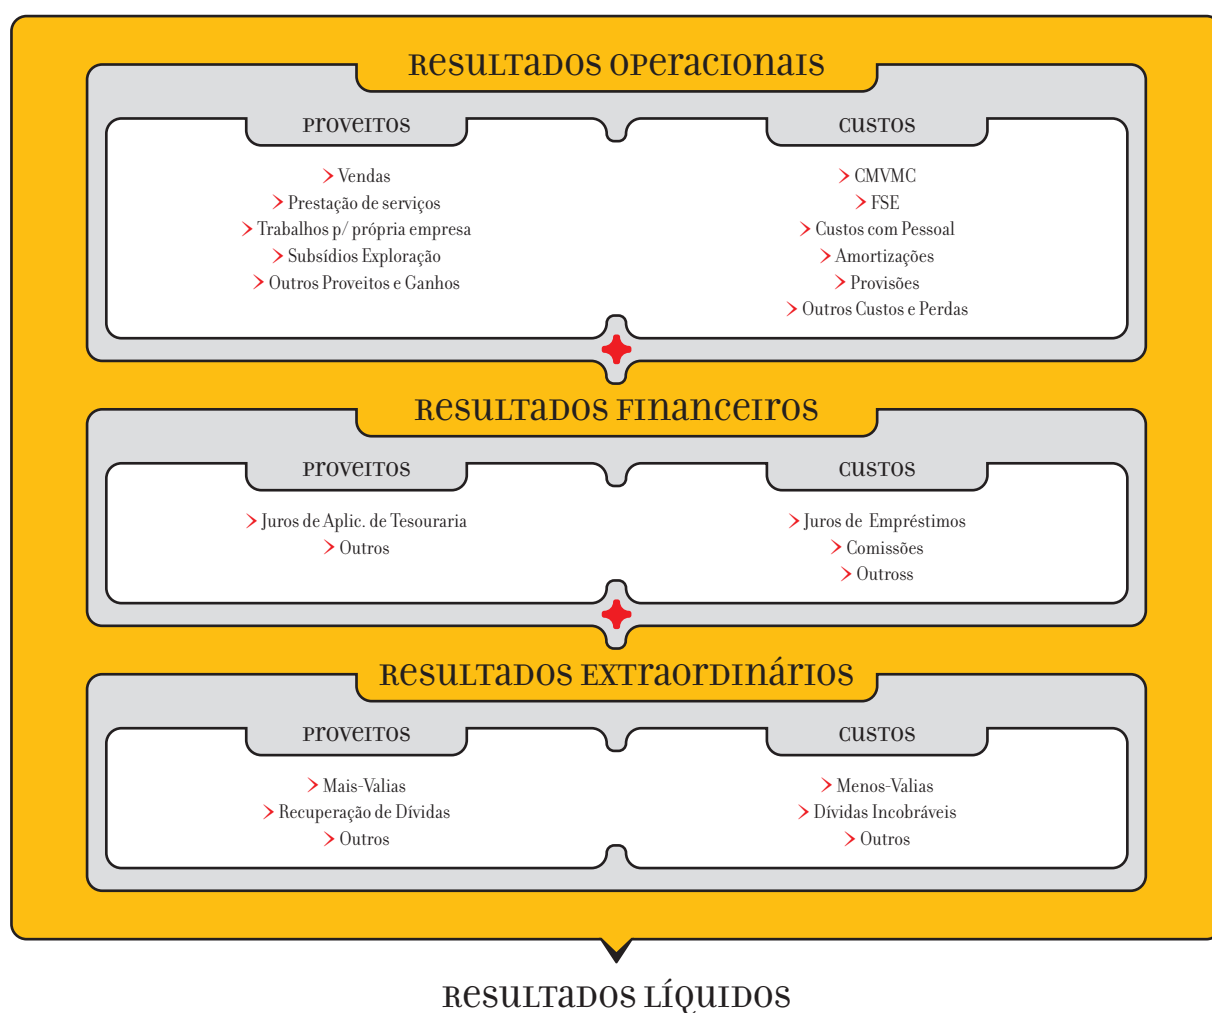 Resultados Operacionais
Proveitos
Vendas
Prestação de serviços
Trabalhos p/ própria empresa
Subsídios Exploração
Outros Proveitos e Ganhos
Custos
CMVMC
FSE
Custos com Pessoal
Amortizações
Provisões
Outros Custos e Perdas
Resultados Financeiros
Proveitos
Juros de Aplic. de Tesouraria
Outros
Custos
Juros de Empréstimos
Comissões
Outross
Resultados Extraordinários
Proveitos
Mais-Valias
Recuperação de Dívidas
Outros
Custos
Menos-Valias
Dívidas Incobráveis
Outros
Resultados Líquidos